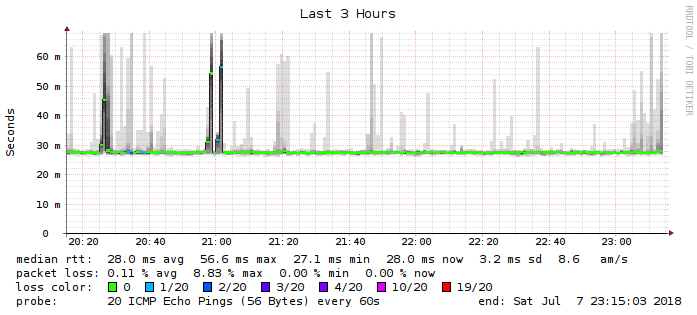 Last 3 Hours
RRDTOOL / TOBI OETIKER
Seconds
60 m
50 m
40 m
30 m
20 m
10 m
0
20:20 20:40 21:00 21:20 21:40 22:00 22:20 22:40 23:00
median rtt: 28.0 ms avg 56.6 ms max 27.1 ms min 28.0 ms now 3.2 ms sd 8.6 am/s
packet loss: 0.11 % avg 8.83 % max 0.00 % min 0.00 % now
loss color: 0 1/20 2/20 3/20 4/20 10/20 19/20
probe: 20 ICMP Echo Pings (56 Bytes) every 60s end: Sat Jul 7 23:15:03 2018